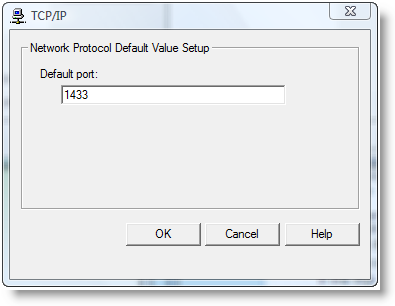 TCP/IP
Network Protocol Default Value Setup
Default port:
1433
OK Cancel Help